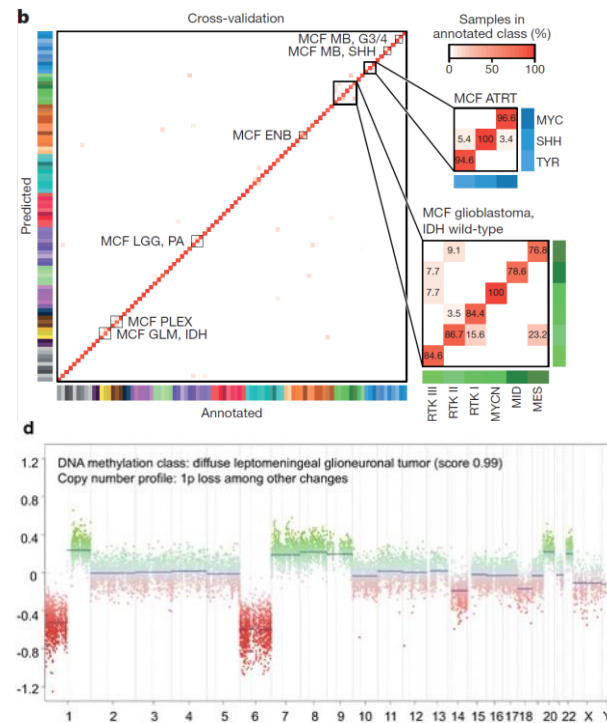 b
Cross-validation
Samples in
annotated class (%)
0 50 100
MCF MB, G3/4
MCF MB, SHH
MCF ENB
MCF LGG, PA
MCF PLEX
MCF GLM, IDH
Predicted
Annotated
MCF ATRT
96.6 MYC
5.4 100 3.4 SHH
94.6 TYR
MCF glioblastoma,
IDH wild-type
9.1 76.8
7.7 78.6
7.7 100
3.5 84.4
86.7 15.6 23.2
84.6
RTK III
RTK II
RTK I
MYCN
MID
MES
d
DNA methylation class: diffuse leptomeningeal glioneuronal tumor (score 0.99)
Copy number profile: 1p loss among other changes
1.2
0.8
0.4
0
-0.4
-0.8
-1.2
1 2 3 4 5 6 7 8 9 10 11 12 13 14 15 16 17 18 20 22 X Y